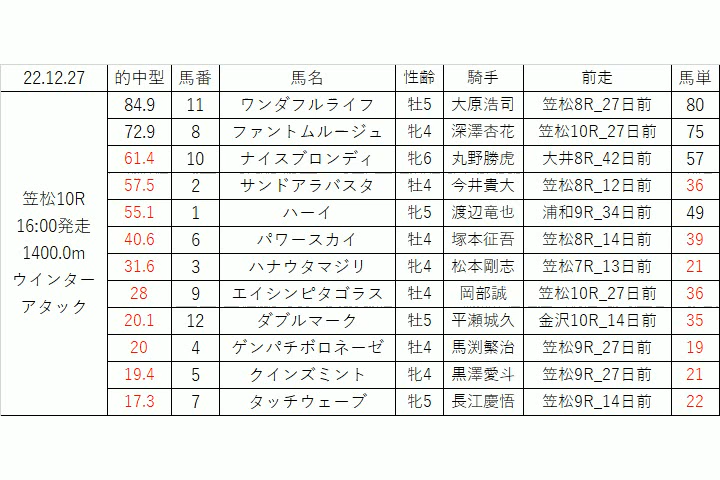 22.12.27 的中型 馬番 馬名 性齢 騎手 前走 馬単
84.9 11 ワンダフルライフ 牡5 大原浩司 笠松8R_27日前 80
72.9 8 ファントムルージュ 牝4 深澤杏花 笠松10R_27日前 75
61.4 10 ナイスブロンディ 牝6 丸野勝虎 大井8R_42日前 57
57.5 2 サンドアラバスタ 牡4 今井貴大 笠松8R_12日前 36
55.1 1 ハーイ 牝5 渡辺竜也 浦和9R_34日前 49
40.6 6 パワースカイ 牡4 塚本征吾 笠松8R_14日前 39
31.6 3 ハナウタマジリ 牝4 松本剛志 笠松7R_13日前 21
28 9 エイシンピタゴラス 牡4 岡部誠 笠松10R_27日前 36
20.1 12 ダブルマーク 牡5 平瀬城久 金沢10R_14日前 35
20 4 ゲンパチボロネーゼ 牡4 馬渕繁治 笠松9R_27日前 19
19.4 5 クインズミント 牝4 黒澤愛斗 笠松9R_27日前 21
17.3 7 タッチウェーブ 牝5 長江慶悟 笠松9R_14日前 22
笠松10R
16:00発走
1400.0m
ウインター
アタック